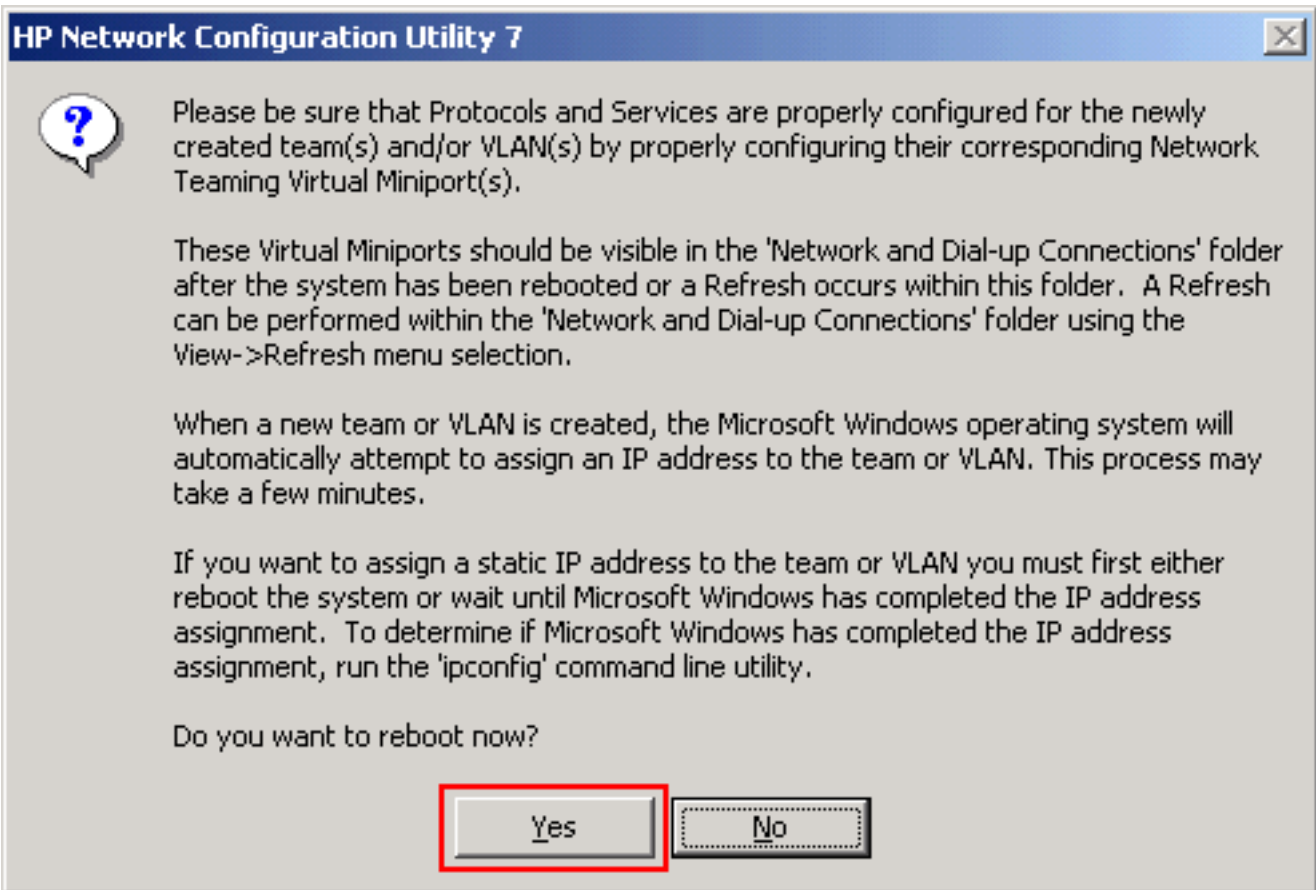 HP Network Configuration Utility 7
?
Please be sure that Protocols and Services are properly configured for the newly
created team(s) and/or VLAN(s) by properly configuring their corresponding Network
Teaming Virtual Miniport(s).
These Virtual Miniports should be visible in the 'Network and Dial-up Connections' folder
after the system has been rebooted or a Refresh occurs within this folder.  A Refresh
can be performed within the 'Network and Dial-up Connections' folder using the
View->Refresh menu selection.
When a new team or VLAN is created, the Microsoft Windows operating system will
automatically attempt to assign an IP address to the team or VLAN. This process may
take a few minutes.
If you want to assign a static IP address to the team or VLAN you must first either
reboot the system or wait until Microsoft Windows has completed the IP address
assignment.  To determine if Microsoft Windows has completed the IP address
assignment, run the 'ipconfig' command line utility.
Do you want to reboot now?
Yes
No